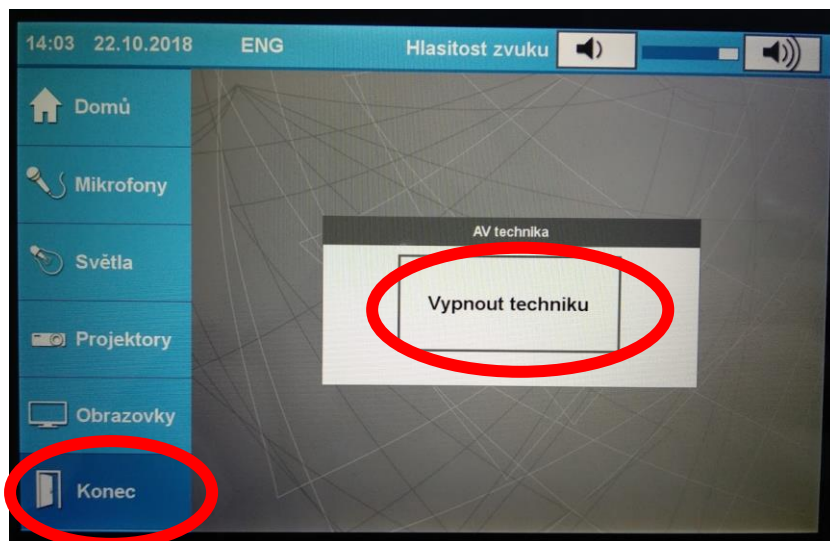 14:03 22.10.2018 ENG Hlasitost zvuku
Domů
Mikrofony
Světla
Projektory
Obrazovky
Konec
AV technika
Vypnout techniku